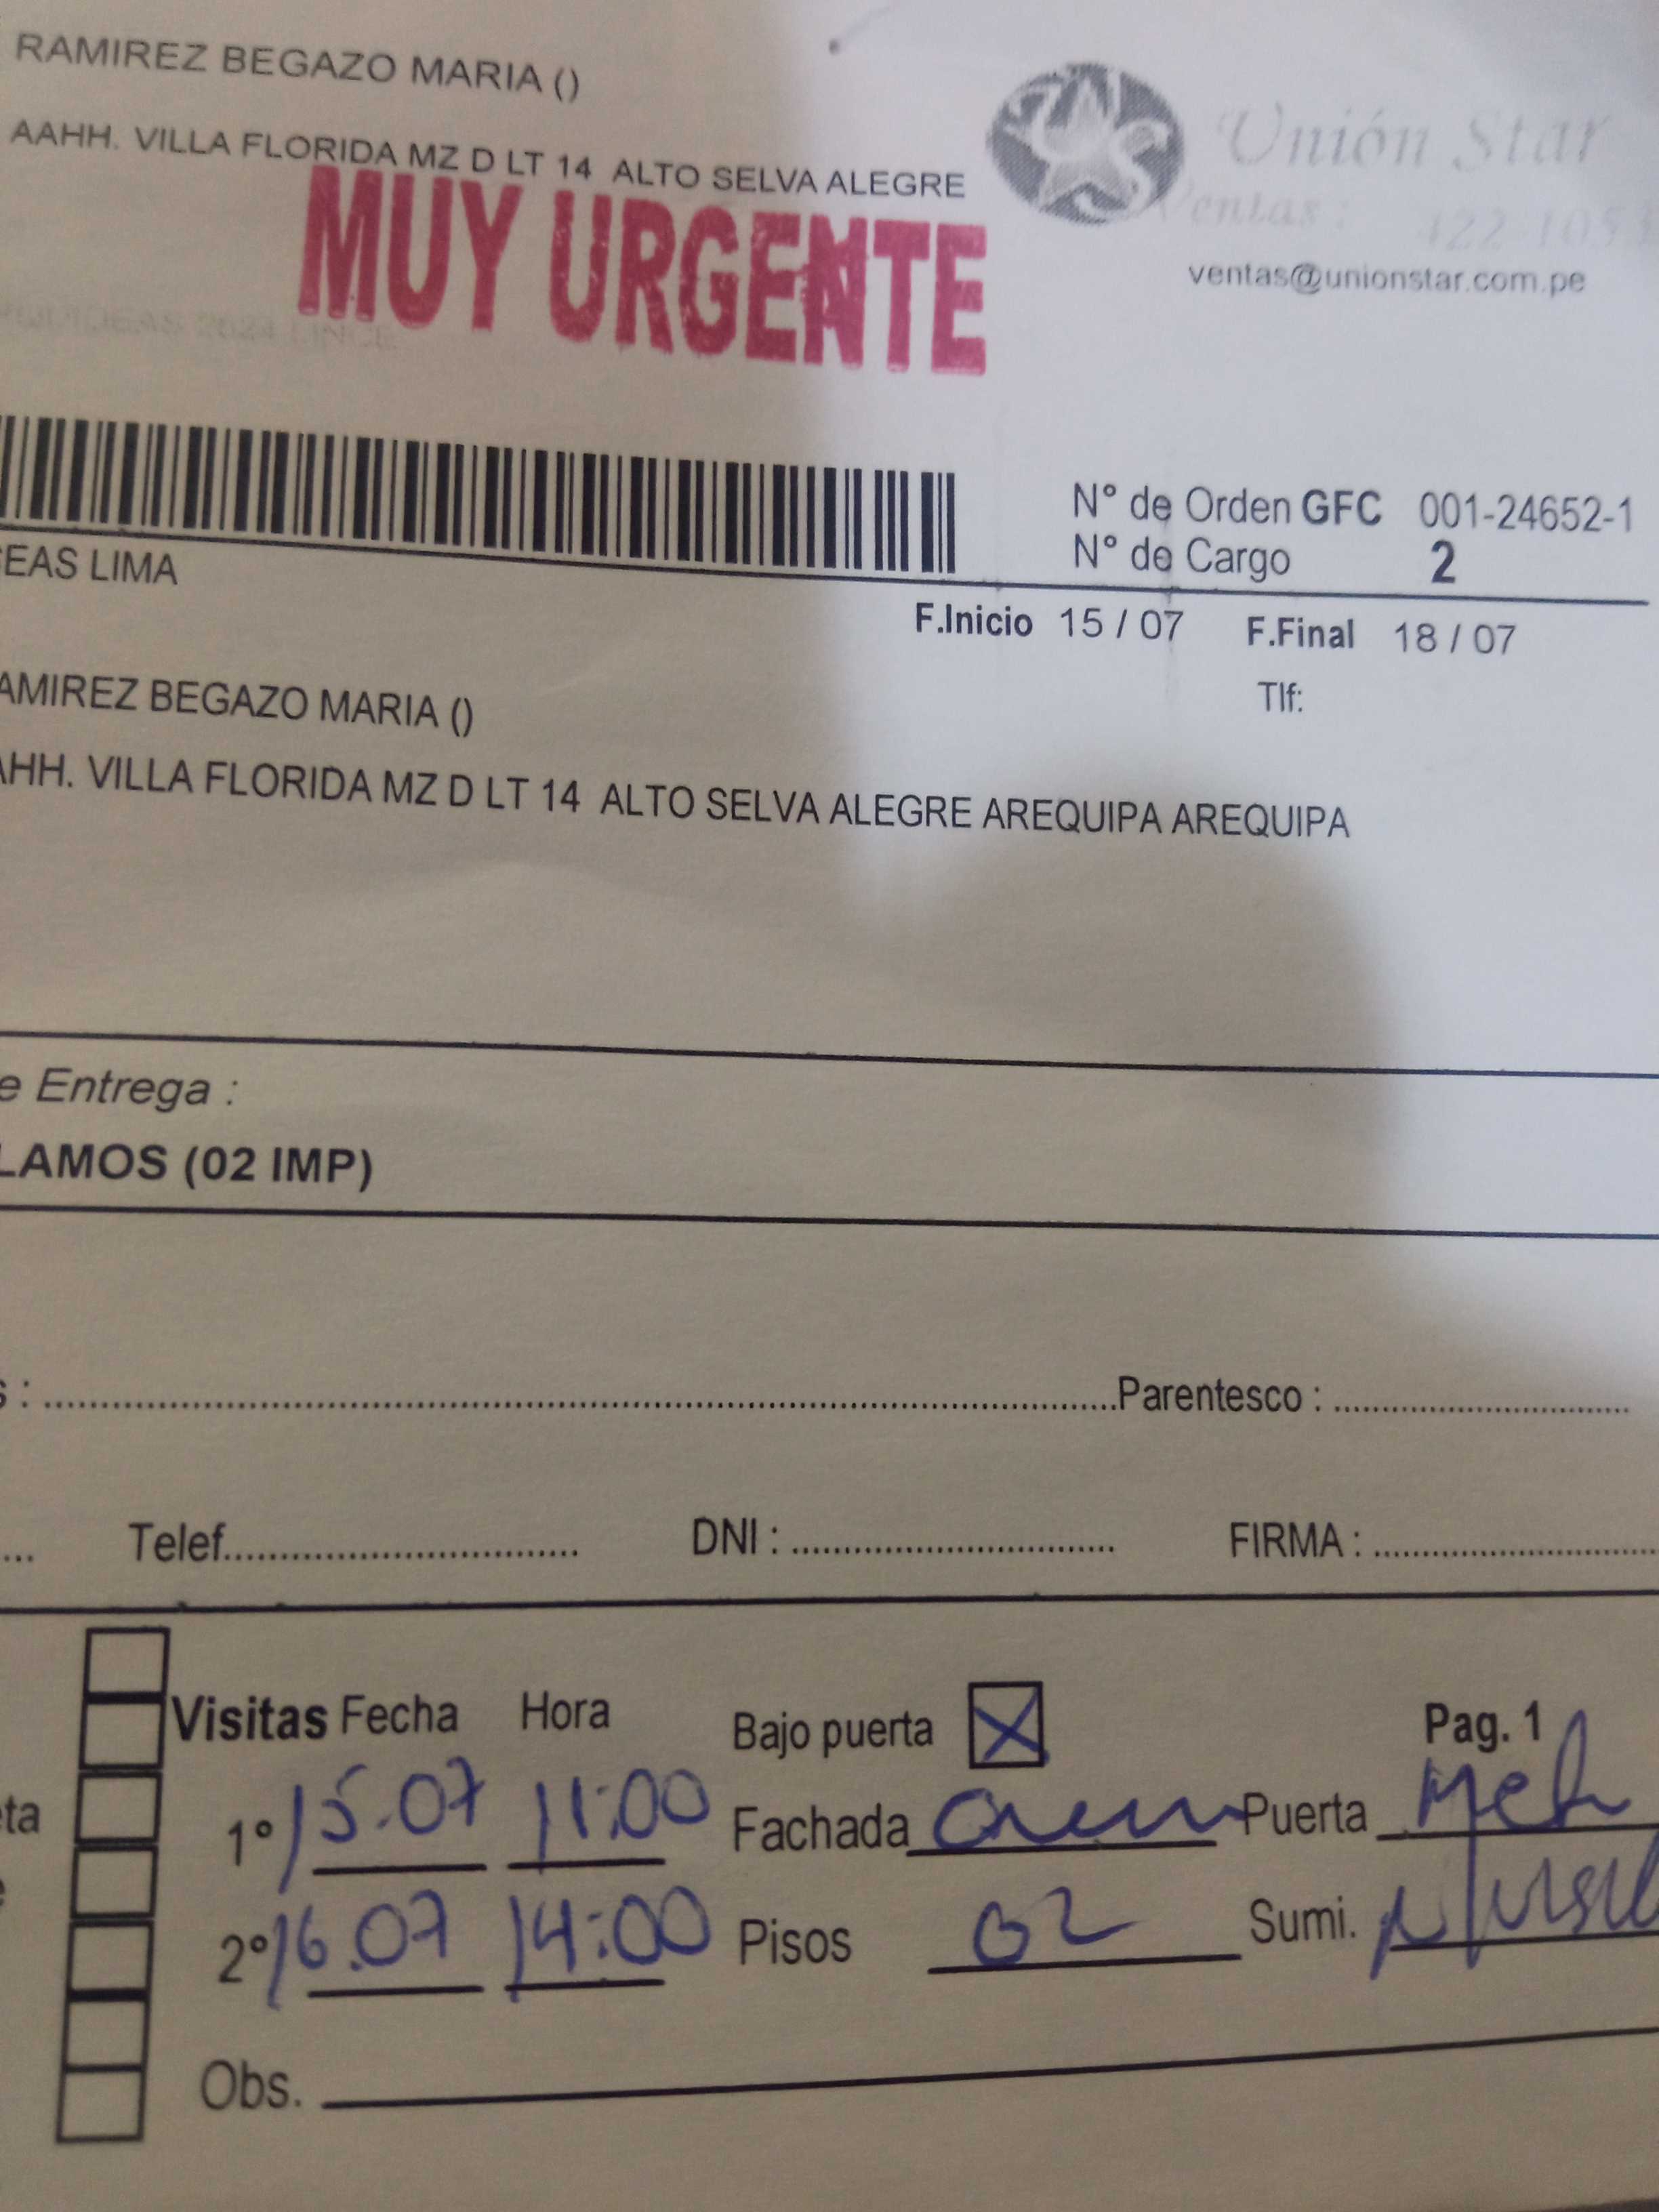 RAMIREZ BEGAZO MARIA ()
AAHH. VILLA FLORIDA MZ D LT 14 ALTO SELVA ALEGRE
Unión Star
Ventas :
ventas@unionstar.com.pe
MUY URGENTE
2024 LINCE
N° de Orden GFC 001-24652-1
N° de Cargo 2
EAS LIMA
F.Inicio 15 / 07 F.Final 18 / 07
Tlf:
AMIREZ BEGAZO MARIA ()
AHH. VILLA FLORIDA MZ D LT 14 ALTO SELVA ALEGRE AREQUIPA AREQUIPA
e Entrega :
LAMOS (02 IMP)
s : Parentesco :
Telef. DNI : FIRMA :
Visitas Fecha Hora Bajo puerta X Pag. 1
ta 1° 15.07 11:00 Fachada Puerta
2° 16.07 14:00 Pisos 02 Sumi.
Obs.